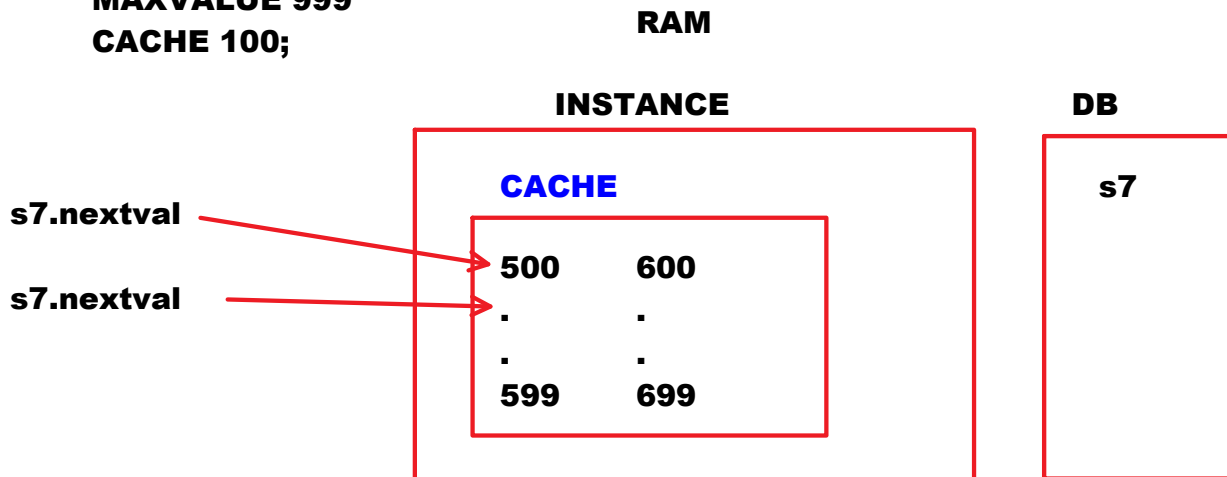 MAXVALUE 999
CACHE 100;
RAM
INSTANCE
DB
CACHE
s7
s7.nextval
500 600
s7.nextval
. .
. .
599 699